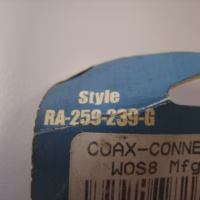 Style
RA-259-239-G
COAX-CONNE
WOS8 Mfg